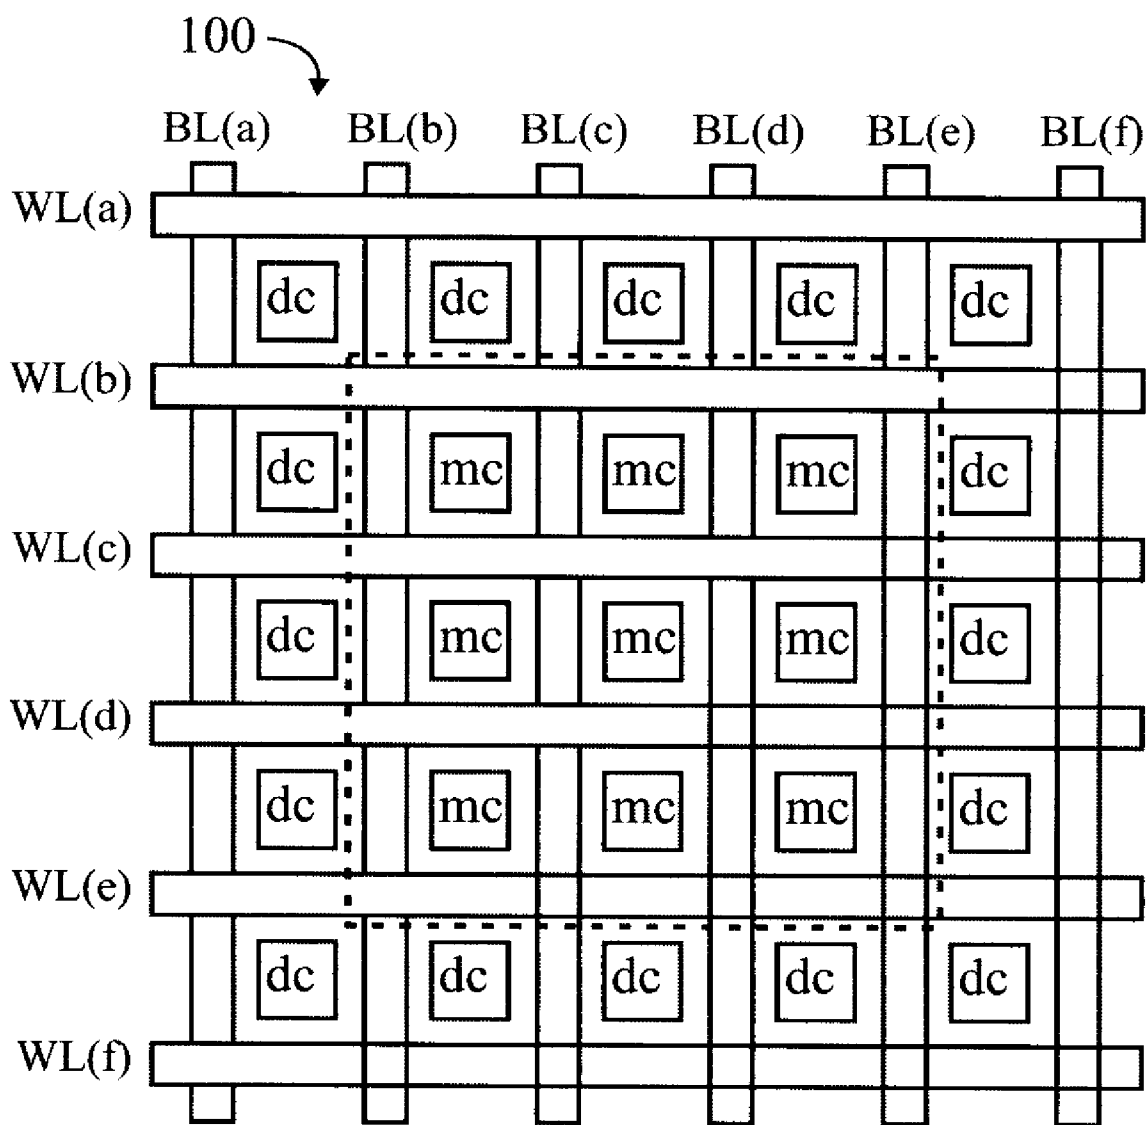 100
BL(a) BL(b) BL(c) BL(d) BL(e) BL(f)
WL(a)
dc dc dc dc dc
WL(b)
dc mc mc mc dc
WL(c)
dc mc mc mc dc
WL(d)
dc mc mc mc dc
WL(e)
dc dc dc dc dc
WL(f)